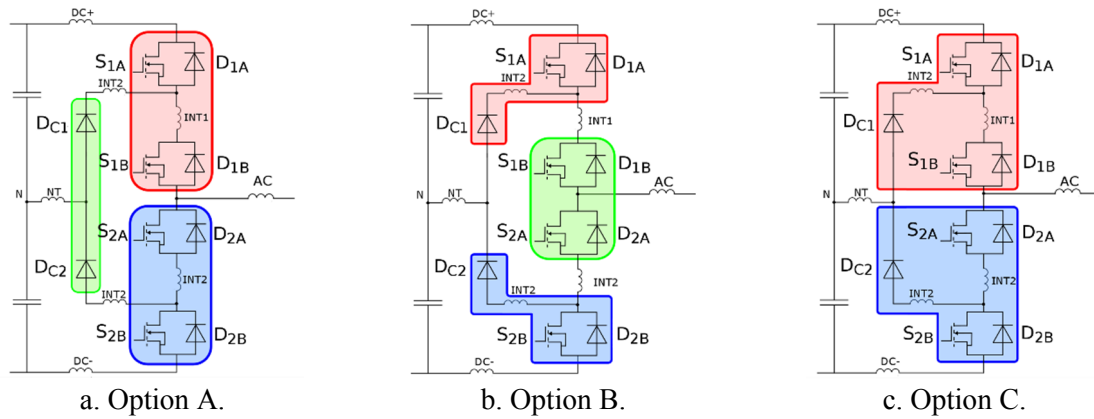 DC+
S1A
D1A
INT2
DC1
INT1
S1B
D1B
N
NT
AC
S2A
D2A
DC2
INT2
INT2
S2B
D2B
DC-
a. Option A.
DC+
S1A
D1A
INT2
DC1
INT1
S1B
D1B
N
NT
AC
S2A
D2A
DC2
INT2
INT2
S2B
D2B
DC-
b. Option B.
DC+
S1A
D1A
INT2
DC1
INT1
S1B
D1B
N
NT
AC
S2A
D2A
DC2
INT2
INT2
S2B
D2B
DC-
c. Option C.